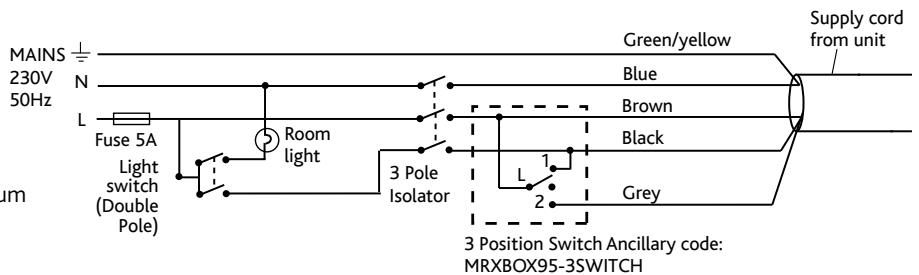 Supply cord
from unit
MAINS
230V
50Hz
N
L
Green/yellow
Blue
Brown
Black
Grey
Fuse 5A
Room
light
Light
switch
(Double
Pole)
3 Pole
Isolator
L
1
2
um
3 Position Switch Ancillary code:
MRXBOX95-3SWITCH